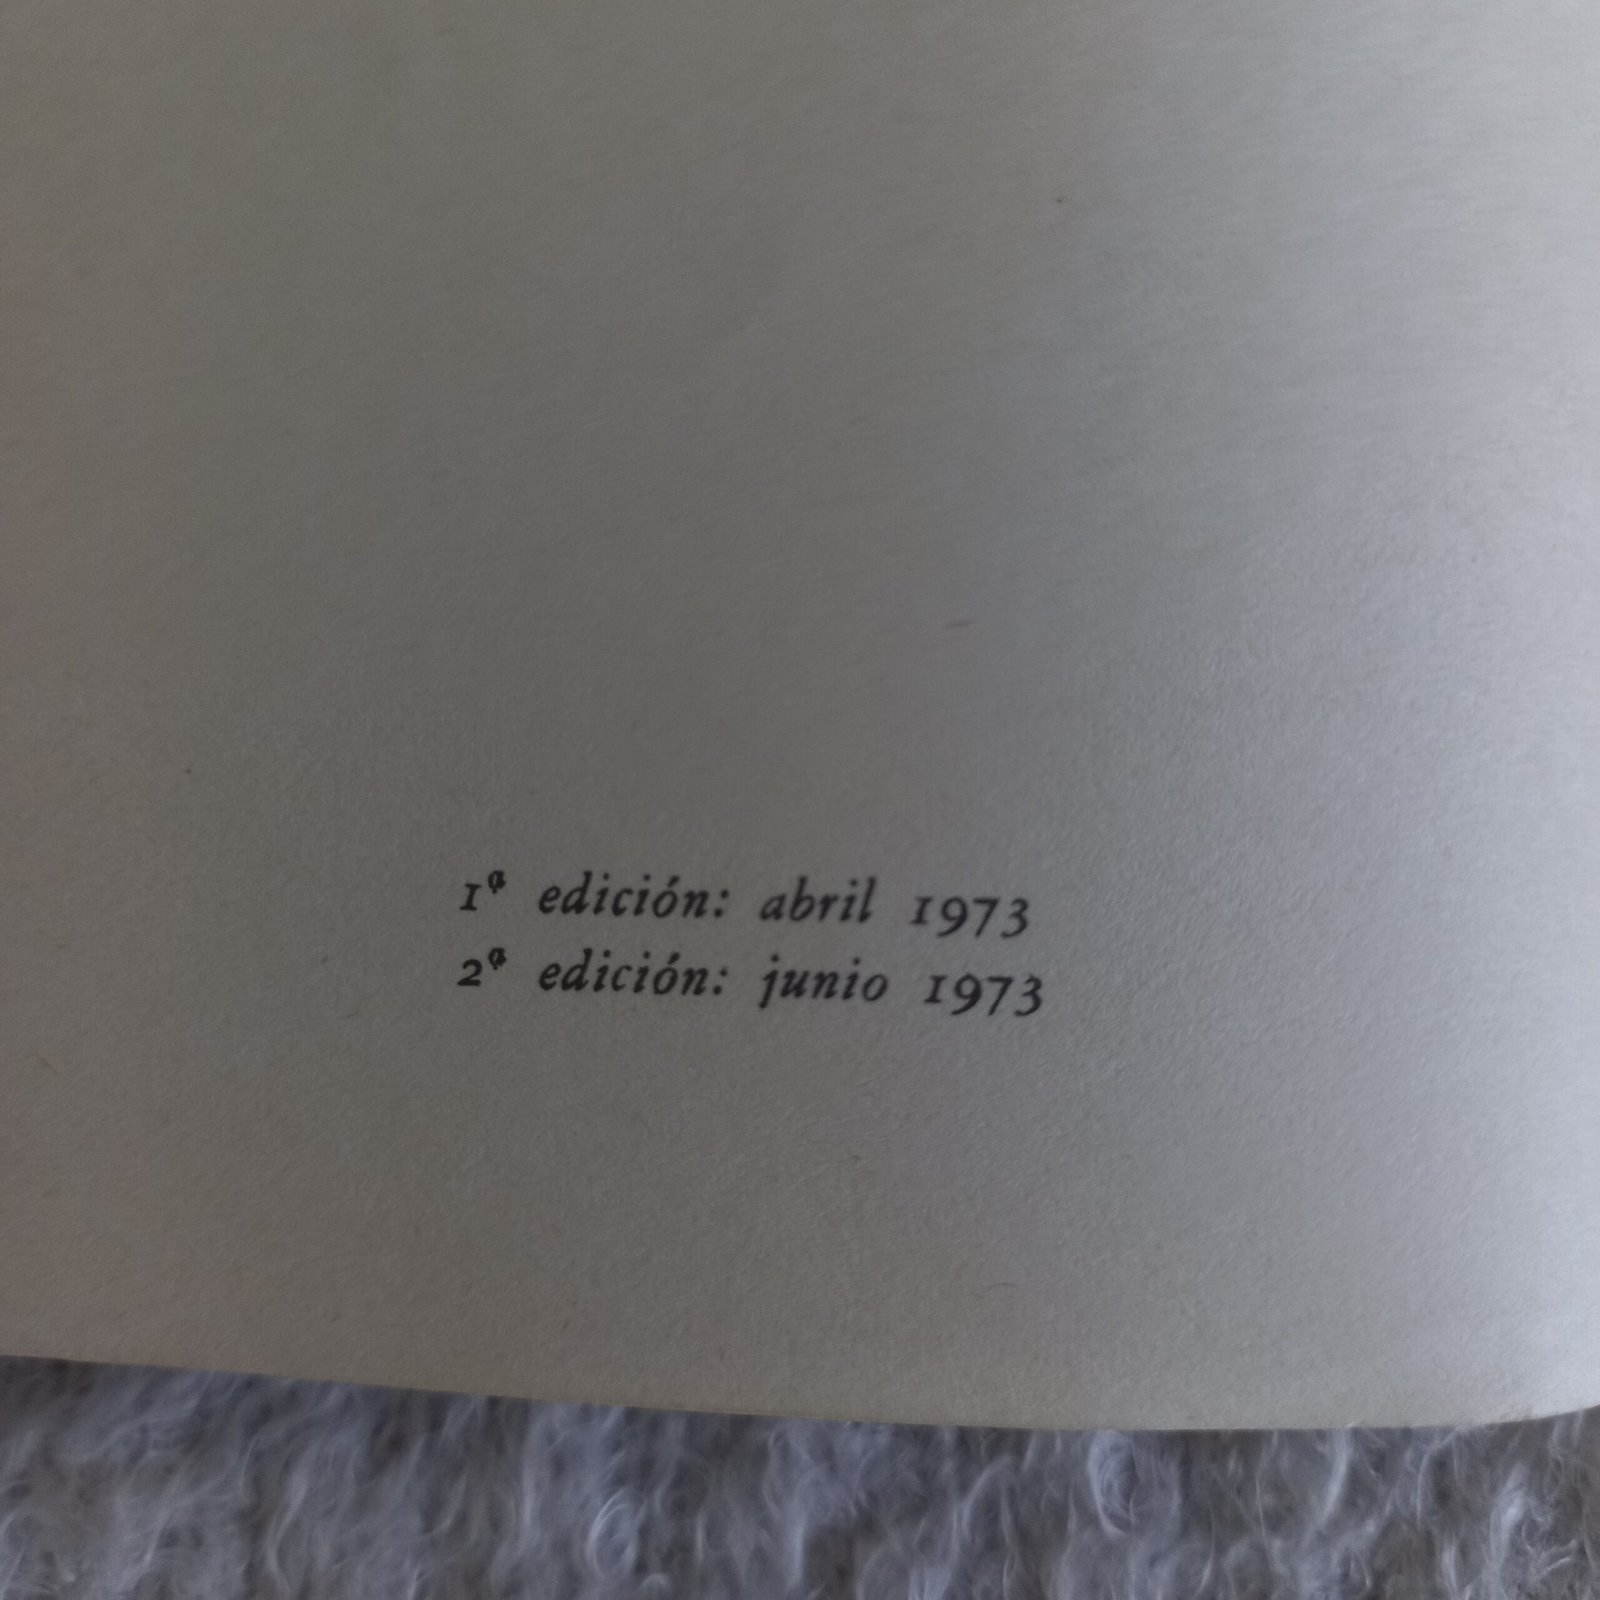 1ª edición: abril 1973
2ª edición: junio 1973